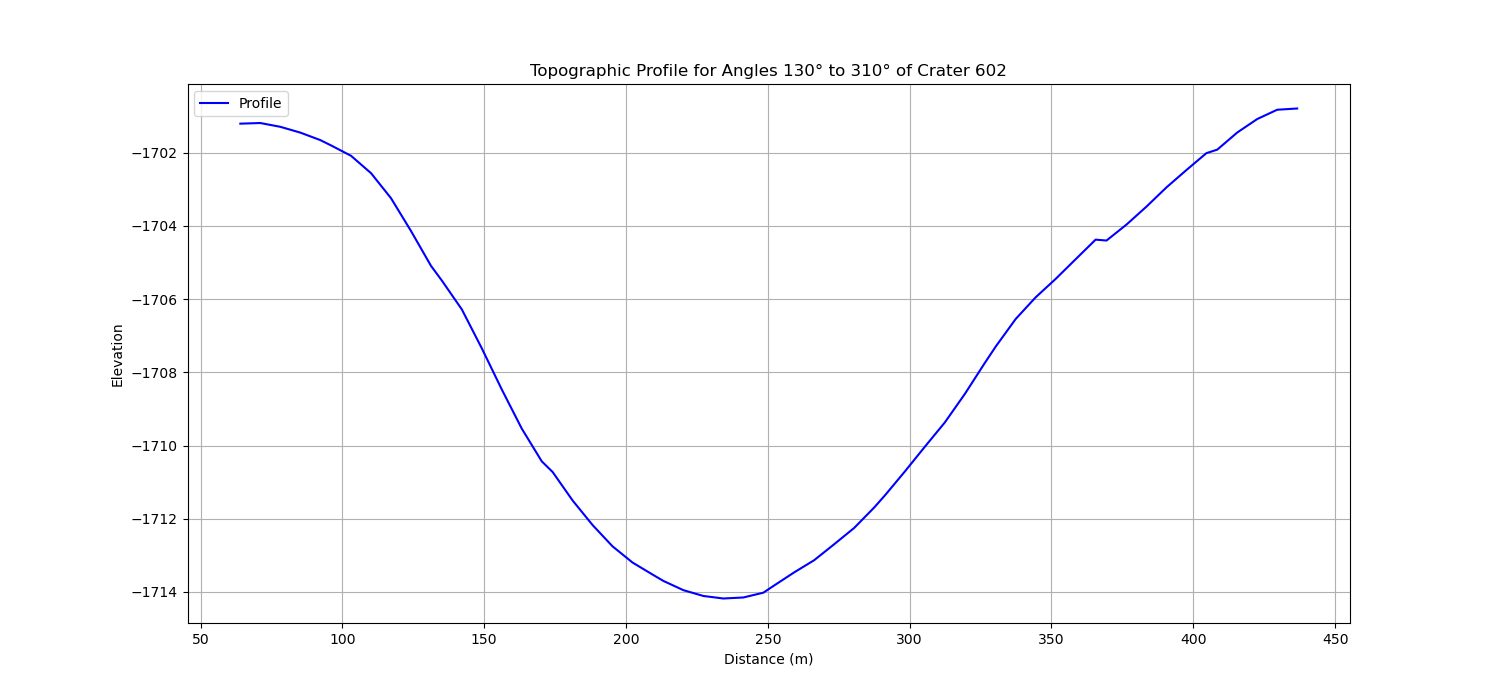 Topographic Profile for Angles 130° to 310° of Crater 602
Profile
−1702
−1704
−1706
−1708
−1710
−1712
−1714
Elevation
50 100 150 200 250 300 350 400 450
Distance (m)